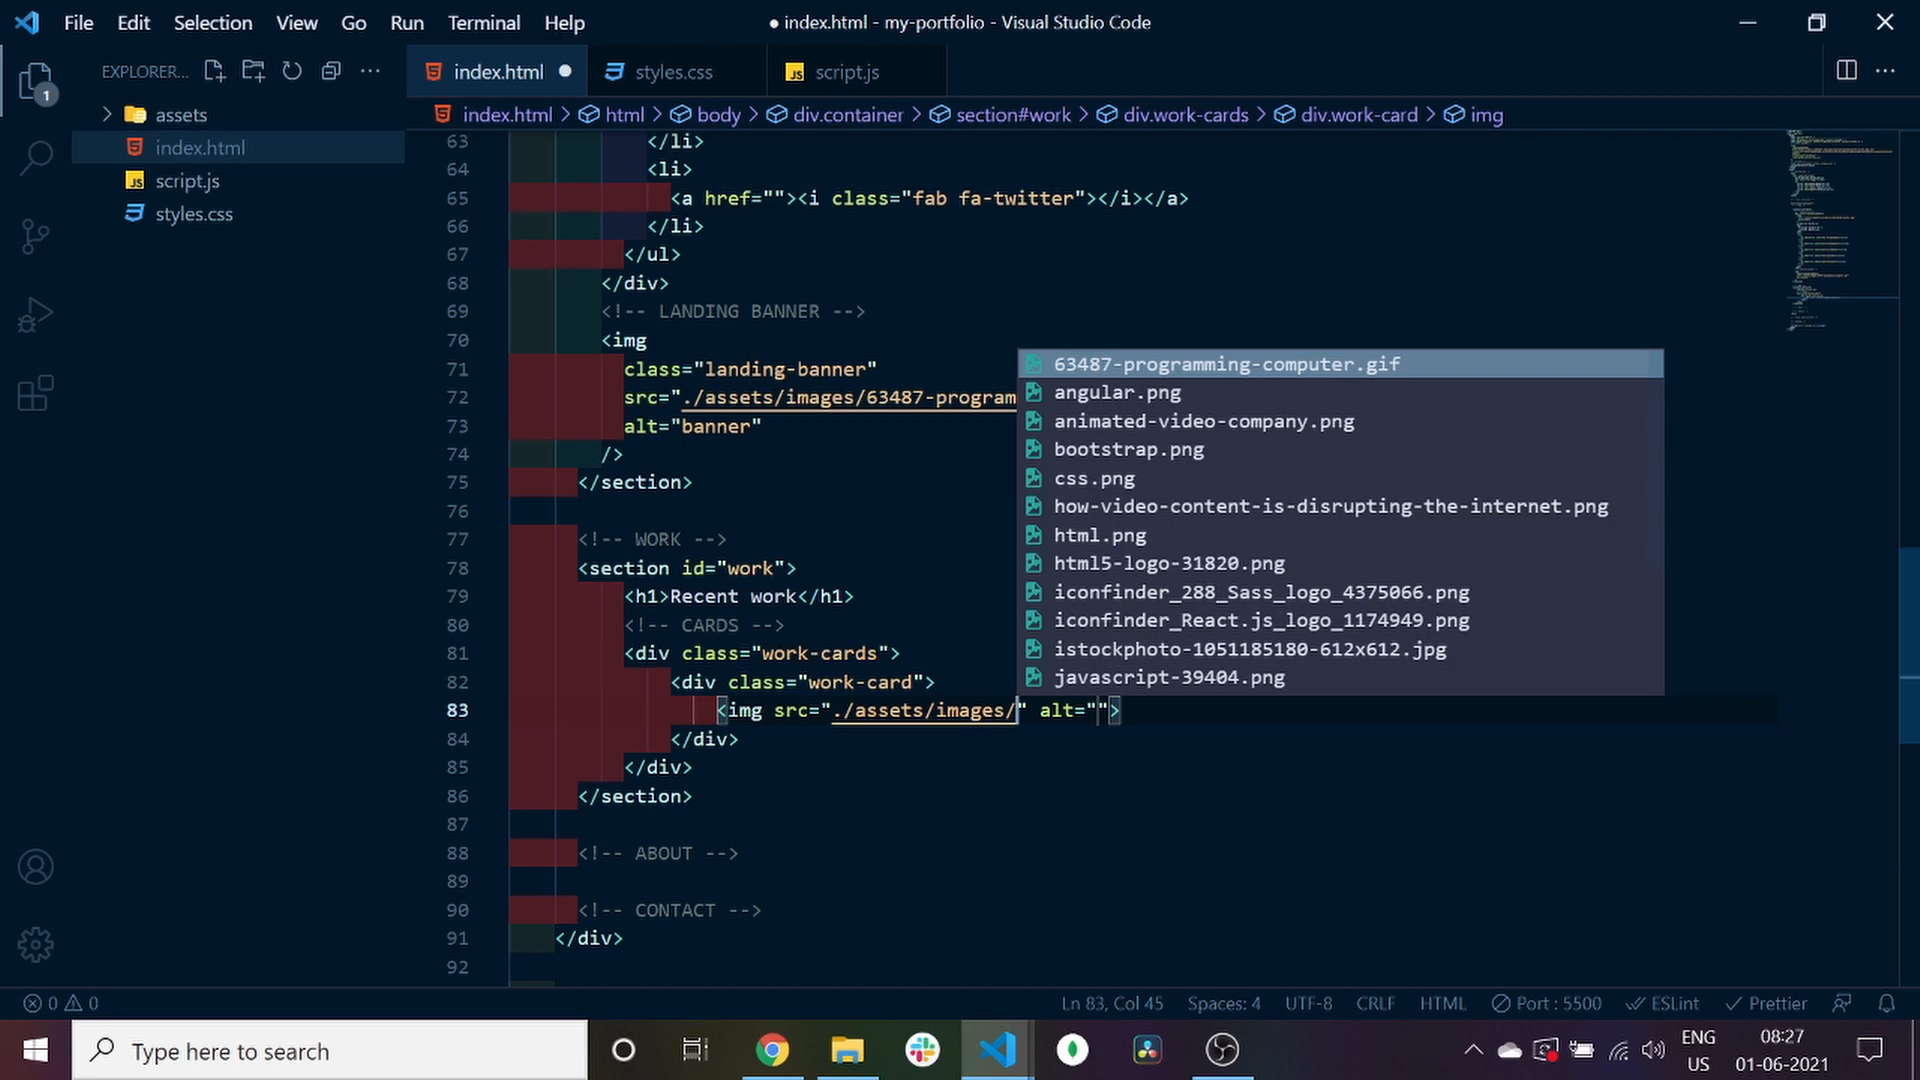 File Edit Selection View Go Run Terminal Help
● index.html - my-portfolio - Visual Studio Code
EXPLORER...
index.html
styles.css
script.js
1
index.html > html > body > div.container > section#work > div.work-cards > div.work-card > img
assets
index.html
script.js
styles.css
63 </li>
64 <li>
65 <a href=""><i class="fab fa-twitter"></i></a>
66 </li>
67 </ul>
68 </div>
69 <!-- LANDING BANNER -->
70 <img
71 class="landing-banner"
72 src="./assets/images/63487-program
73 alt="banner"
74 />
75 </section>
76
77 <!-- WORK -->
78 <section id="work">
79 <h1>Recent work</h1>
80 <!-- CARDS -->
81 <div class="work-cards">
82 <div class="work-card">
83 <img src="./assets/images/" alt="">
84 </div>
85 </div>
86 </section>
87
88 <!-- ABOUT -->
89
90 <!-- CONTACT -->
91 </div>
92
63487-programming-computer.gif
angular.png
animated-video-company.png
bootstrap.png
css.png
how-video-content-is-disrupting-the-internet.png
html.png
html5-logo-31820.png
iconfinder_288_Sass_logo_4375066.png
iconfinder_React.js_logo_1174949.png
istockphoto-1051185180-612x612.jpg
javascript-39404.png
0 0
Ln 83, Col 45 Spaces: 4 UTF-8 CRLF HTML Port : 5500 ESLint Prettier
Type here to search
ENG
US
08:27
01-06-2021